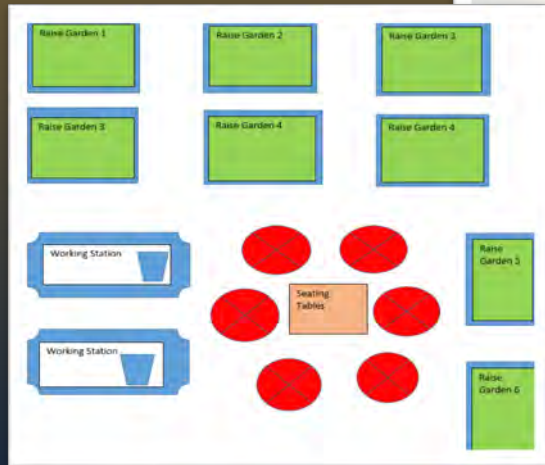 Raise Garden 1
Raise Garden 2
Raise Garden 3
Raise Garden 3
Raise Garden 4
Raise Garden 4
Working Station
Seating
Tables
Raise
Garden 5
Working Station
Raise
Garden 6